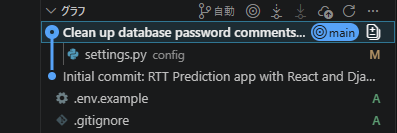 グラフ 自動
Clean up database password comments... main
settings.py config M
Initial commit: RTT Prediction app with React and Dja...
.env.example A
.gitignore A